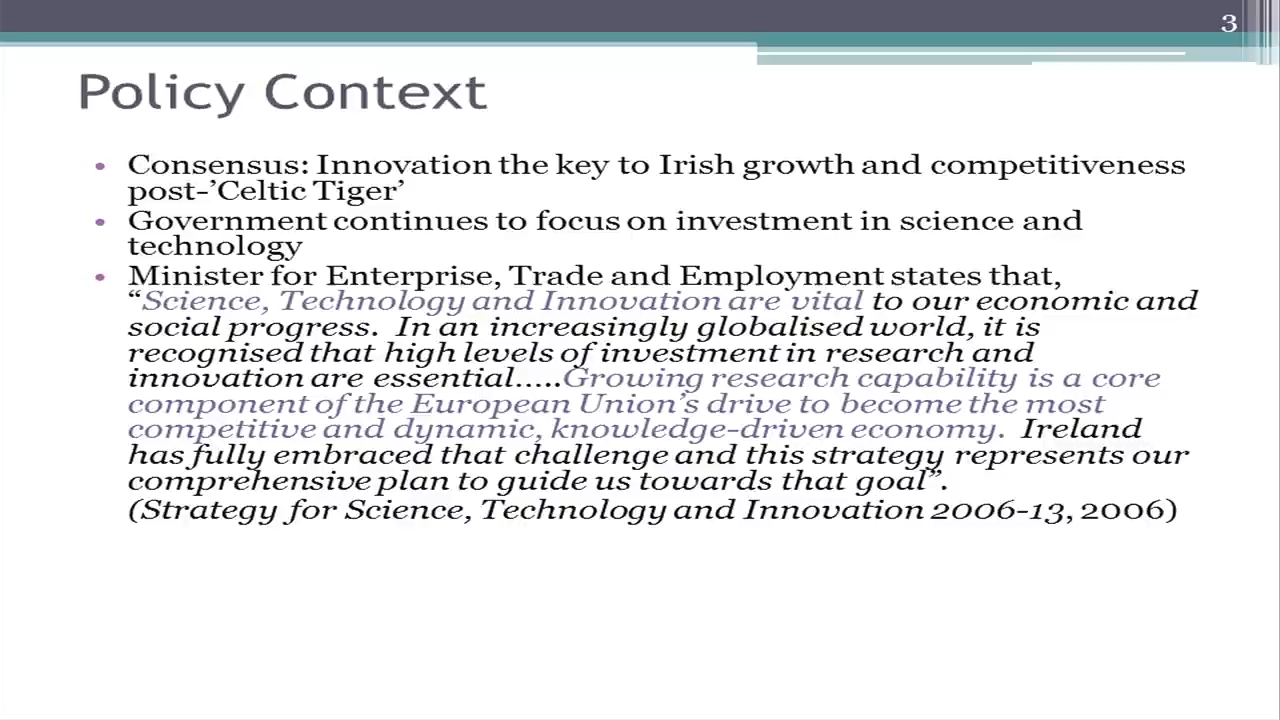 3
Policy Context
• Consensus: Innovation the key to Irish growth and competitiveness
post-’Celtic Tiger’
• Government continues to focus on investment in science and
technology
• Minister for Enterprise, Trade and Employment states that,
“Science, Technology and Innovation are vital to our economic and
social progress. In an increasingly globalised world, it is
recognised that high levels of investment in research and
innovation are essential…..Growing research capability is a core
component of the European Union’s drive to become the most
competitive and dynamic, knowledge-driven economy. Ireland
has fully embraced that challenge and this strategy represents our
comprehensive plan to guide us towards that goal”.
(Strategy for Science, Technology and Innovation 2006-13, 2006)